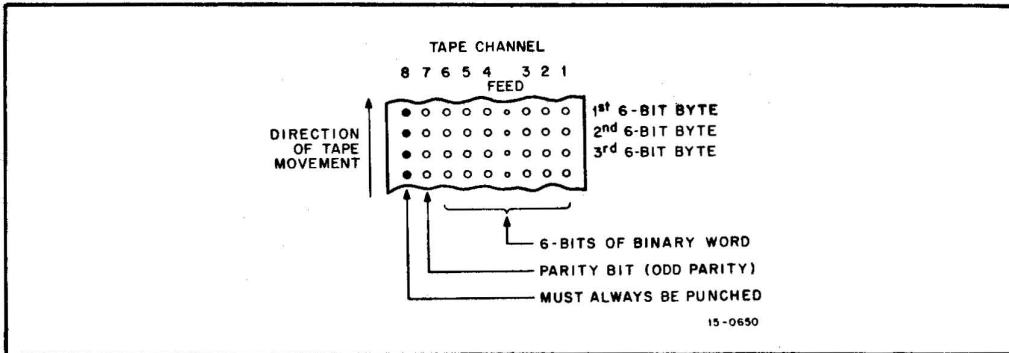 TAPE CHANNEL
8 7 6 5 4 3 2 1
FEED
1st 6-BIT BYTE
2nd 6-BIT BYTE
3rd 6-BIT BYTE
DIRECTION
OF TAPE
MOVEMENT
6-BITS OF BINARY WORD
PARITY BIT (ODD PARITY)
MUST ALWAYS BE PUNCHED
15-0650